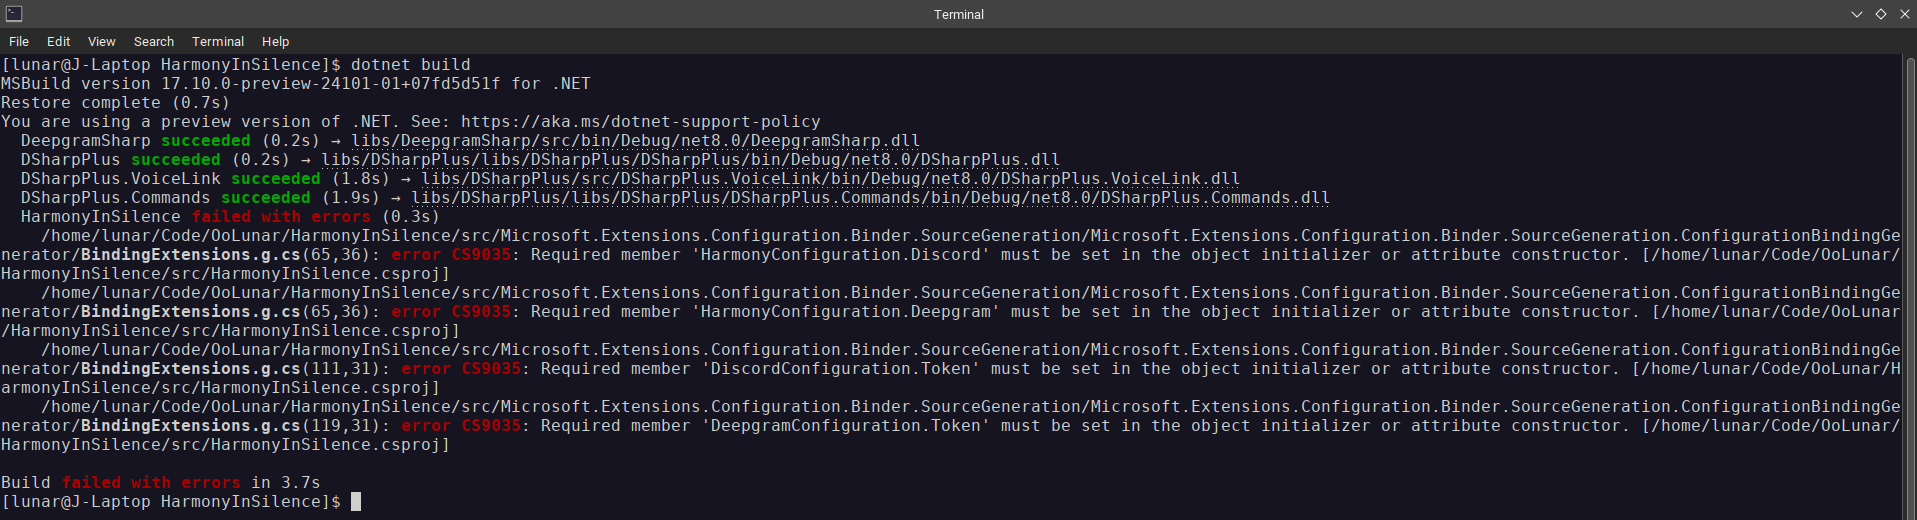 Terminal
File Edit View Search Terminal Help
[lunar@J-Laptop HarmonyInSilence]$ dotnet build
MSBuild version 17.10.0-preview-24101-01+07fd5d51f for .NET
Restore complete (0.7s)
You are using a preview version of .NET. See: https://aka.ms/dotnet-support-policy
DeepgramSharp succeeded (0.2s) → libs/DeepgramSharp/src/bin/Debug/net8.0/DeepgramSharp.dll
DSharpPlus succeeded (0.2s) → libs/DSharpPlus/libs/DSharpPlus/DSharpPlus/bin/Debug/net8.0/DSharpPlus.dll
DSharpPlus.VoiceLink succeeded (1.8s) → libs/DSharpPlus/src/DSharpPlus.VoiceLink/bin/Debug/net8.0/DSharpPlus.VoiceLink.dll
DSharpPlus.Commands succeeded (1.9s) → libs/DSharpPlus/libs/DSharpPlus/DSharpPlus.Commands/bin/Debug/net8.0/DSharpPlus.Commands.dll
HarmonyInSilence failed with errors (0.3s)
/home/lunar/Code/OoLunar/HarmonyInSilence/src/Microsoft.Extensions.Configuration.Binder.SourceGeneration/Microsoft.Extensions.Configuration.Binder.SourceGeneration.ConfigurationBindingGe
nerator/BindingExtensions.g.cs(65,36): error CS9035: Required member 'HarmonyConfiguration.Discord' must be set in the object initializer or attribute constructor. [/home/lunar/Code/OoLunar/
HarmonyInSilence/src/HarmonyInSilence.csproj]
/home/lunar/Code/OoLunar/HarmonyInSilence/src/Microsoft.Extensions.Configuration.Binder.SourceGeneration/Microsoft.Extensions.Configuration.Binder.SourceGeneration.ConfigurationBindingGe
nerator/BindingExtensions.g.cs(65,36): error CS9035: Required member 'HarmonyConfiguration.Deepgram' must be set in the object initializer or attribute constructor. [/home/lunar/Code/OoLunar
/HarmonyInSilence/src/HarmonyInSilence.csproj]
/home/lunar/Code/OoLunar/HarmonyInSilence/src/Microsoft.Extensions.Configuration.Binder.SourceGeneration/Microsoft.Extensions.Configuration.Binder.SourceGeneration.ConfigurationBindingGe
nerator/BindingExtensions.g.cs(111,31): error CS9035: Required member 'DiscordConfiguration.Token' must be set in the object initializer or attribute constructor. [/home/lunar/Code/OoLunar/H
armonyInSilence/src/HarmonyInSilence.csproj]
/home/lunar/Code/OoLunar/HarmonyInSilence/src/Microsoft.Extensions.Configuration.Binder.SourceGeneration/Microsoft.Extensions.Configuration.Binder.SourceGeneration.ConfigurationBindingGe
nerator/BindingExtensions.g.cs(119,31): error CS9035: Required member 'DeepgramConfiguration.Token' must be set in the object initializer or attribute constructor. [/home/lunar/Code/OoLunar/
HarmonyInSilence/src/HarmonyInSilence.csproj]
Build failed with errors in 3.7s
[lunar@J-Laptop HarmonyInSilence]$